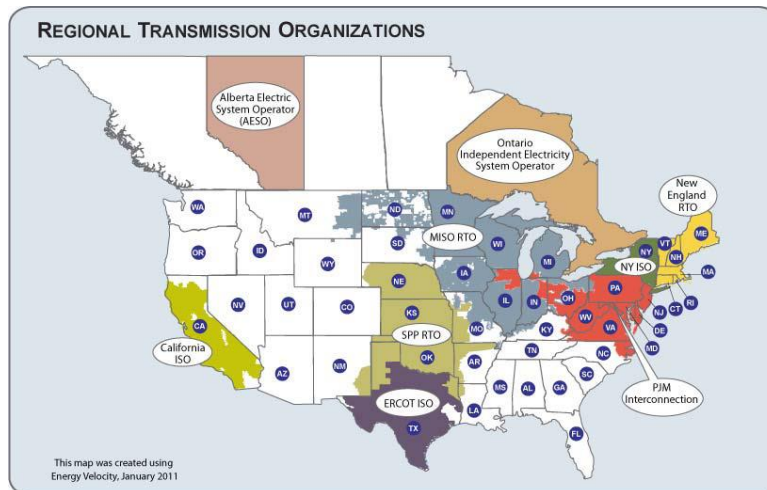 REGIONAL TRANSMISSION ORGANIZATIONS
Alberta Electric
System Operator
(AESO)
Ontario
Independent Electricity
System Operator
New England
RTO
WA
MT
ND
MN
VT
ME
OR
ID
SD
MISO RTO
WI
MI
NY
NH
NY ISO
MA
WY
IA
NE
PA
RI
CT
NV
UT
CO
IL
IN
OH
NJ
CA
KS
MO
WV
VA
DE
KY
MD
California
ISO
SPP RTO
AZ
NM
OK
AR
TN
NC
SC
PJM
Interconnection
MS
AL
GA
ERCOT ISO
LA
TX
FL
This map was created using
Energy Velocity, January 2011